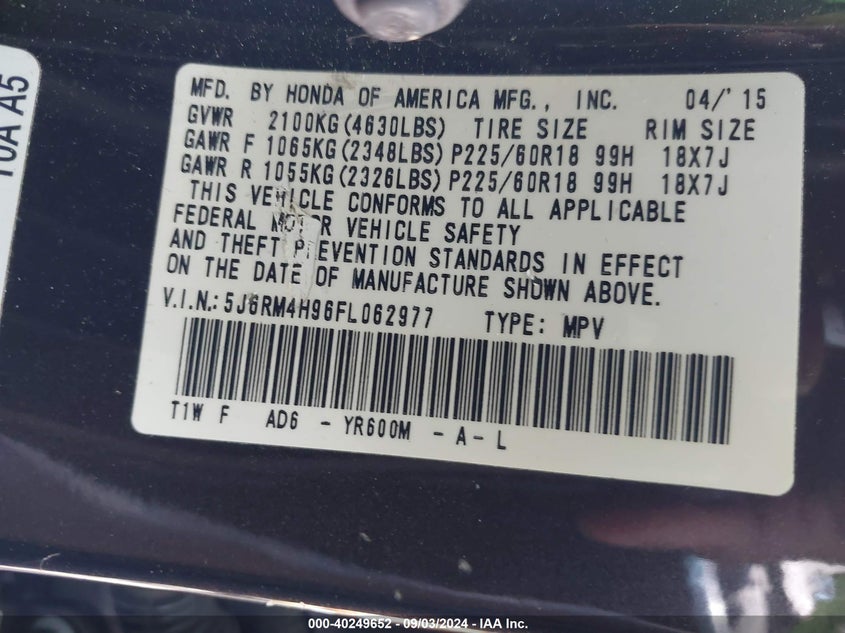 10A A5
MFD. BY HONDA OF AMERICA MFG., INC. 04/'15
GVWR 2100KG(4630LBS) TIRE SIZE RIM SIZE
GAWR F 1065KG(2348LBS) P225/60R18 99H 18X7J
GAWR R 1055KG(2326LBS) P225/60R18 99H 18X7J
THIS VEHICLE CONFORMS TO ALL APPLICABLE
FEDERAL MOTOR VEHICLE SAFETY
AND THEFT PREVENTION STANDARDS IN EFFECT
ON THE DATE OF MANUFACTURE SHOWN ABOVE.
V.I.N.: 5J6RM4H96FL062977 TYPE: MPV
T1W F AD6 - YR600M - A - L
000-40249652 - 09/03/2024 - IAA Inc.